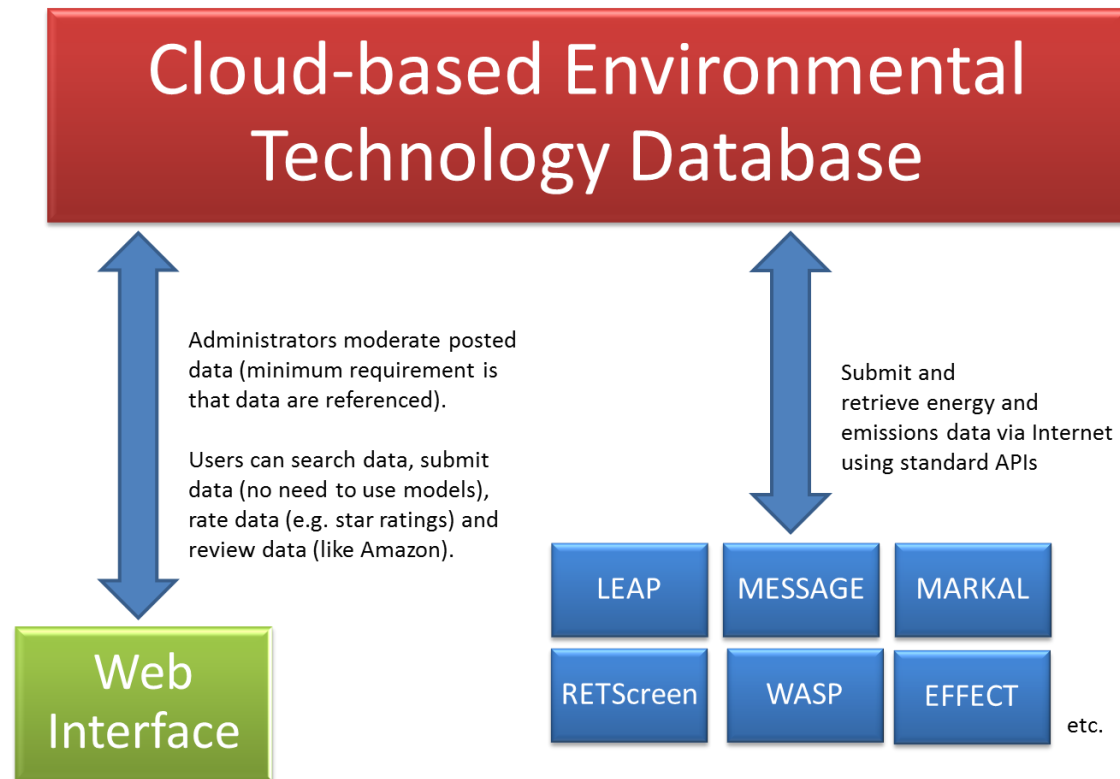 Cloud-based Environmental
Technology Database
Administrators moderate posted
data (minimum requirement is
that data are referenced).
Users can search data, submit
data (no need to use models),
rate data (e.g. star ratings) and
review data (like Amazon).
Submit and
retrieve energy and
emissions data via Internet
using standard APIs
Web
Interface
LEAP
MESSAGE
MARKAL
RETScreen
WASP
EFFECT
etc.